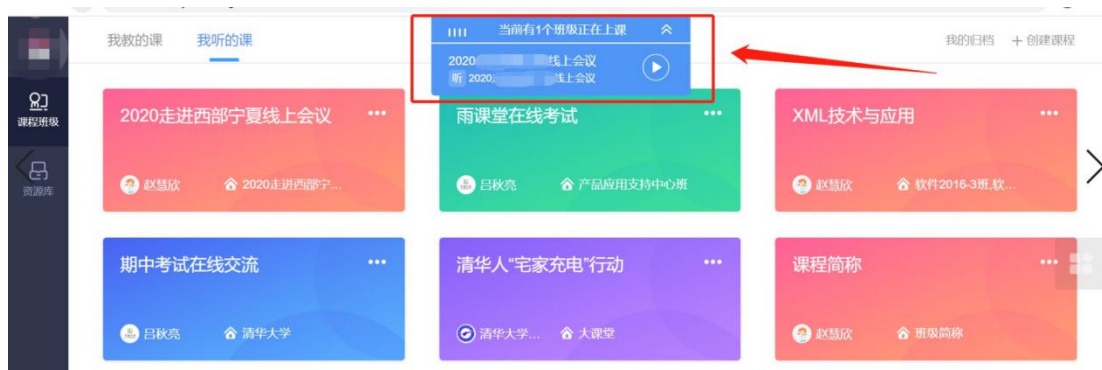 我教的课 我听的课
当前有1个班级正在上课
我的归档 + 创建课程
2020 线上会议
听 2020. 线上会议
课程班级
资源库
2020走进西部宁夏线上会议
赵慧欣 2020走进西部宁...
雨课堂在线考试
吕秋亮 产品应用支持中心班
XML技术与应用
赵慧欣 软件2016-3班,软...
期中考试在线交流
吕秋亮 清华大学
清华人“宅家充电”行动
清华大学... 大课堂
课程简称
赵慧欣 班级简称